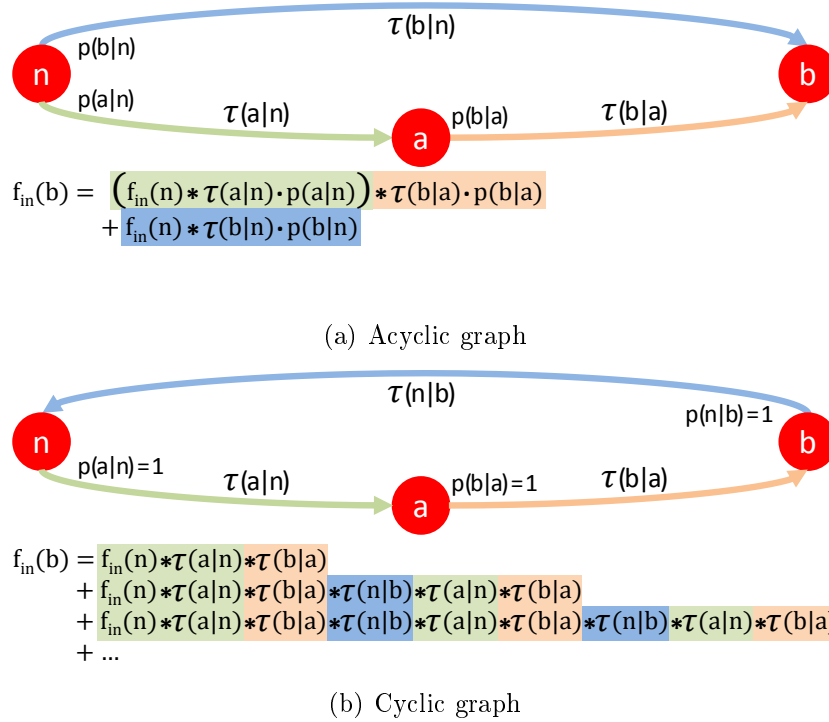 τ(b|n)
p(b|n)
n
b
p(a|n)
τ(a|n)
a
p(b|a)
τ(b|a)
f_in(b) = (f_in(n)∗τ(a|n)·p(a|n))∗τ(b|a)·p(b|a)
+ f_in(n)∗τ(b|n)·p(b|n)
(a) Acyclic graph
τ(n|b)
p(n|b)=1
n
b
p(a|n)=1
τ(a|n)
a
p(b|a)=1
τ(b|a)
f_in(b) = f_in(n)∗τ(a|n)∗τ(b|a)
+ f_in(n)∗τ(a|n)∗τ(b|a)∗τ(n|b)∗τ(a|n)∗τ(b|a)
+ f_in(n)∗τ(a|n)∗τ(b|a)∗τ(n|b)∗τ(a|n)∗τ(b|a)∗τ(n|b)∗τ(a|n)∗τ(b|a
+ ...
(b) Cyclic graph